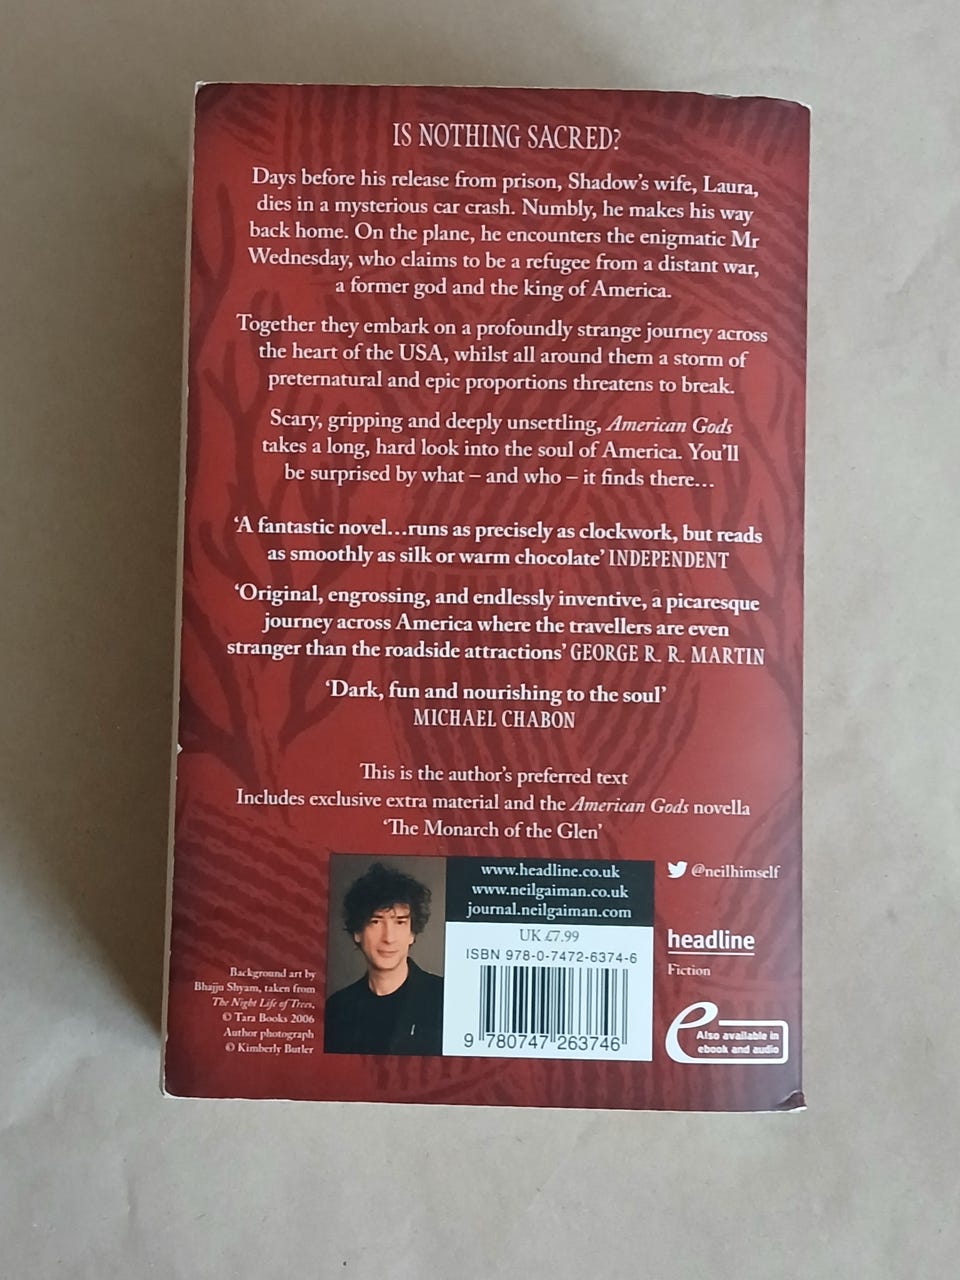 IS NOTHING SACRED?
Days before his release from prison, Shadow's wife, Laura,
dies in a mysterious car crash. Numbly, he makes his way
back home. On the plane, he encounters the enigmatic Mr
Wednesday, who claims to be a refugee from a distant war,
a former god and the king of America.
Together they embark on a profoundly strange journey across
the heart of the USA, whilst all around them a storm of
preternatural and epic proportions threatens to break.
Scary, gripping and deeply unsettling, American Gods
takes a long, hard look into the soul of America. You'll
be surprised by what – and who – it finds there…
'A fantastic novel…runs as precisely as clockwork, but reads
as smoothly as silk or warm chocolate' INDEPENDENT
'Original, engrossing, and endlessly inventive, a picaresque
journey across America where the travellers are even
stranger than the roadside attractions' GEORGE R. R. MARTIN
'Dark, fun and nourishing to the soul'
MICHAEL CHABON
This is the author's preferred text
Includes exclusive extra material and the American Gods novella
'The Monarch of the Glen'
www.headline.co.uk
www.neilgaiman.co.uk
journal.neilgaiman.com
UK £7.99
ISBN 978-0-7472-6374-6
9 780747 263746
@neilhimself
headline
Fiction
Also available in
ebook and audio
Background art by
Bhajju Shyam, taken from
The Night Life of Trees,
© Tara Books 2006
Author photograph
© Kimberly Butler